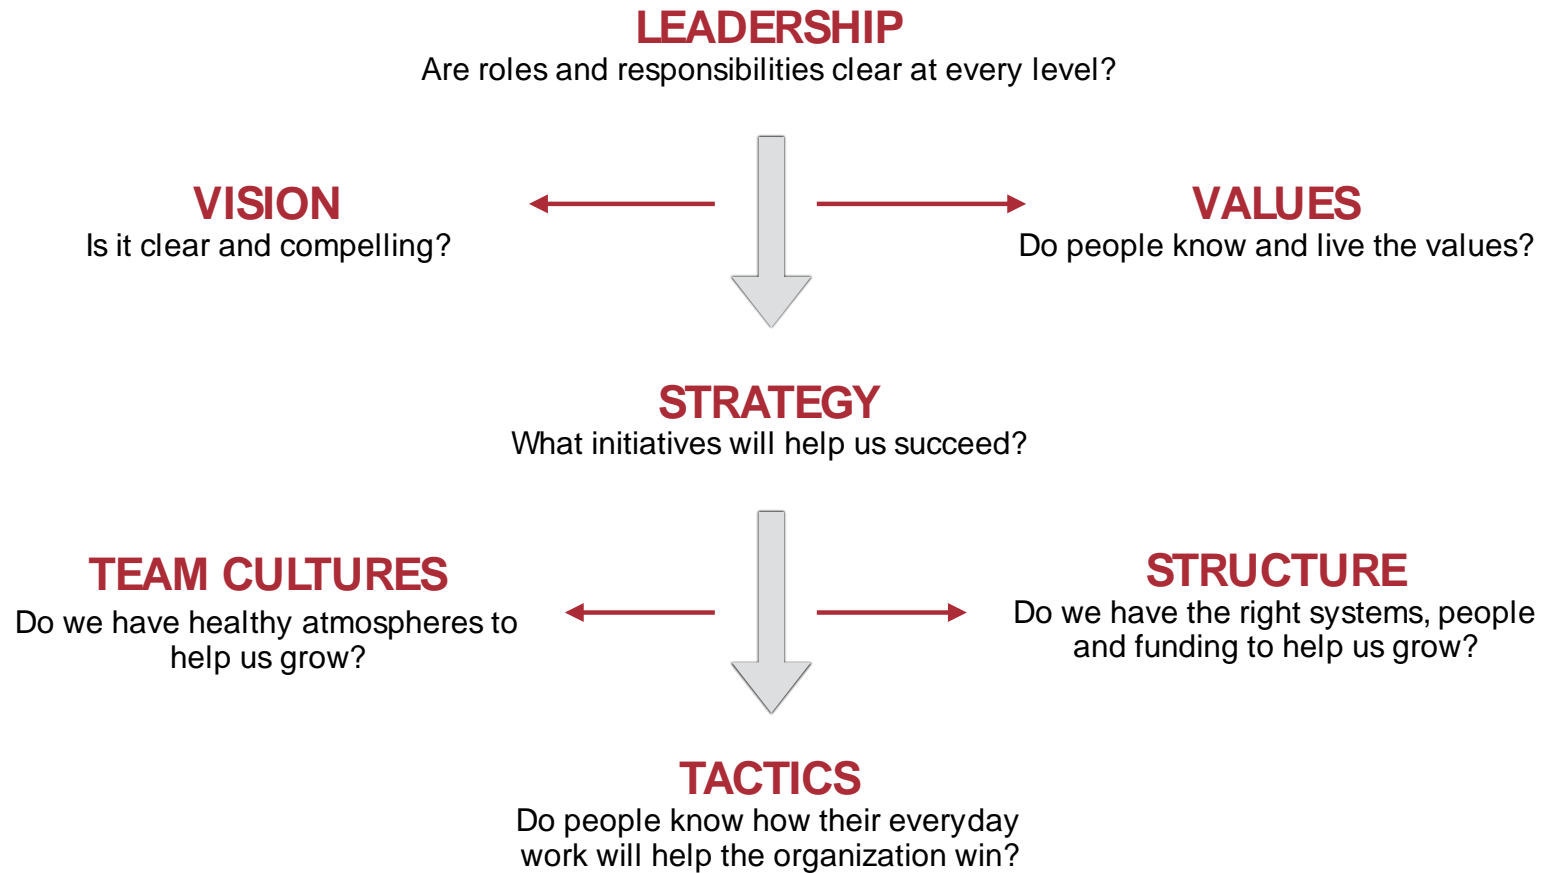 LEADERSHIP
Are roles and responsibilities clear at every level?
VISION
Is it clear and compelling?
VALUES
Do people know and live the values?
STRATEGY
What initiatives will help us succeed?
TEAM CULTURES
Do we have healthy atmospheres to
help us grow?
STRUCTURE
Do we have the right systems, people
and funding to help us grow?
TACTICS
Do people know how their everyday
work will help the organization win?